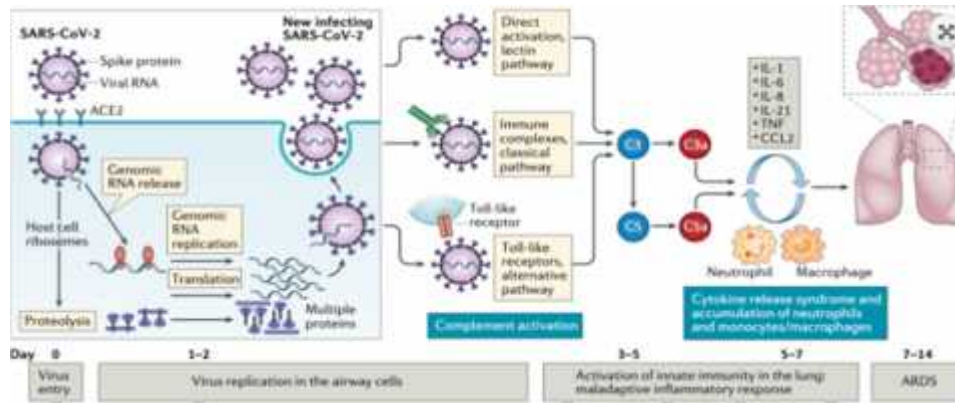 SARS-CoV-2
Spike protein
Viral RNA
ACE2
New infecting
SARS-CoV-2
Genomic
RNA release
Host cell
ribosomes
Genomic
RNA
replication
Translation
Proteolysis
Multiple
proteins
Direct
activation,
lectin
pathway
Immune
complexes,
classical
pathway
Toll-like
receptor
Toll-like
receptors,
alternative
pathway
Complement activation
C3
C3a
C5
C5a
• IL-1
• IL-6
• IL-8
• IL-21
• TNF
• CCL2
Neutrophil
Macrophage
Cytokine release syndrome and
accumulation of neutrophils
and monocytes/macrophages
Day 0 1–2 3–5 5–7 7–14
Virus
entry
Virus replication in the airway cells
Activation of innate immunity in the lung:
maladaptive inflammatory response
ARDS